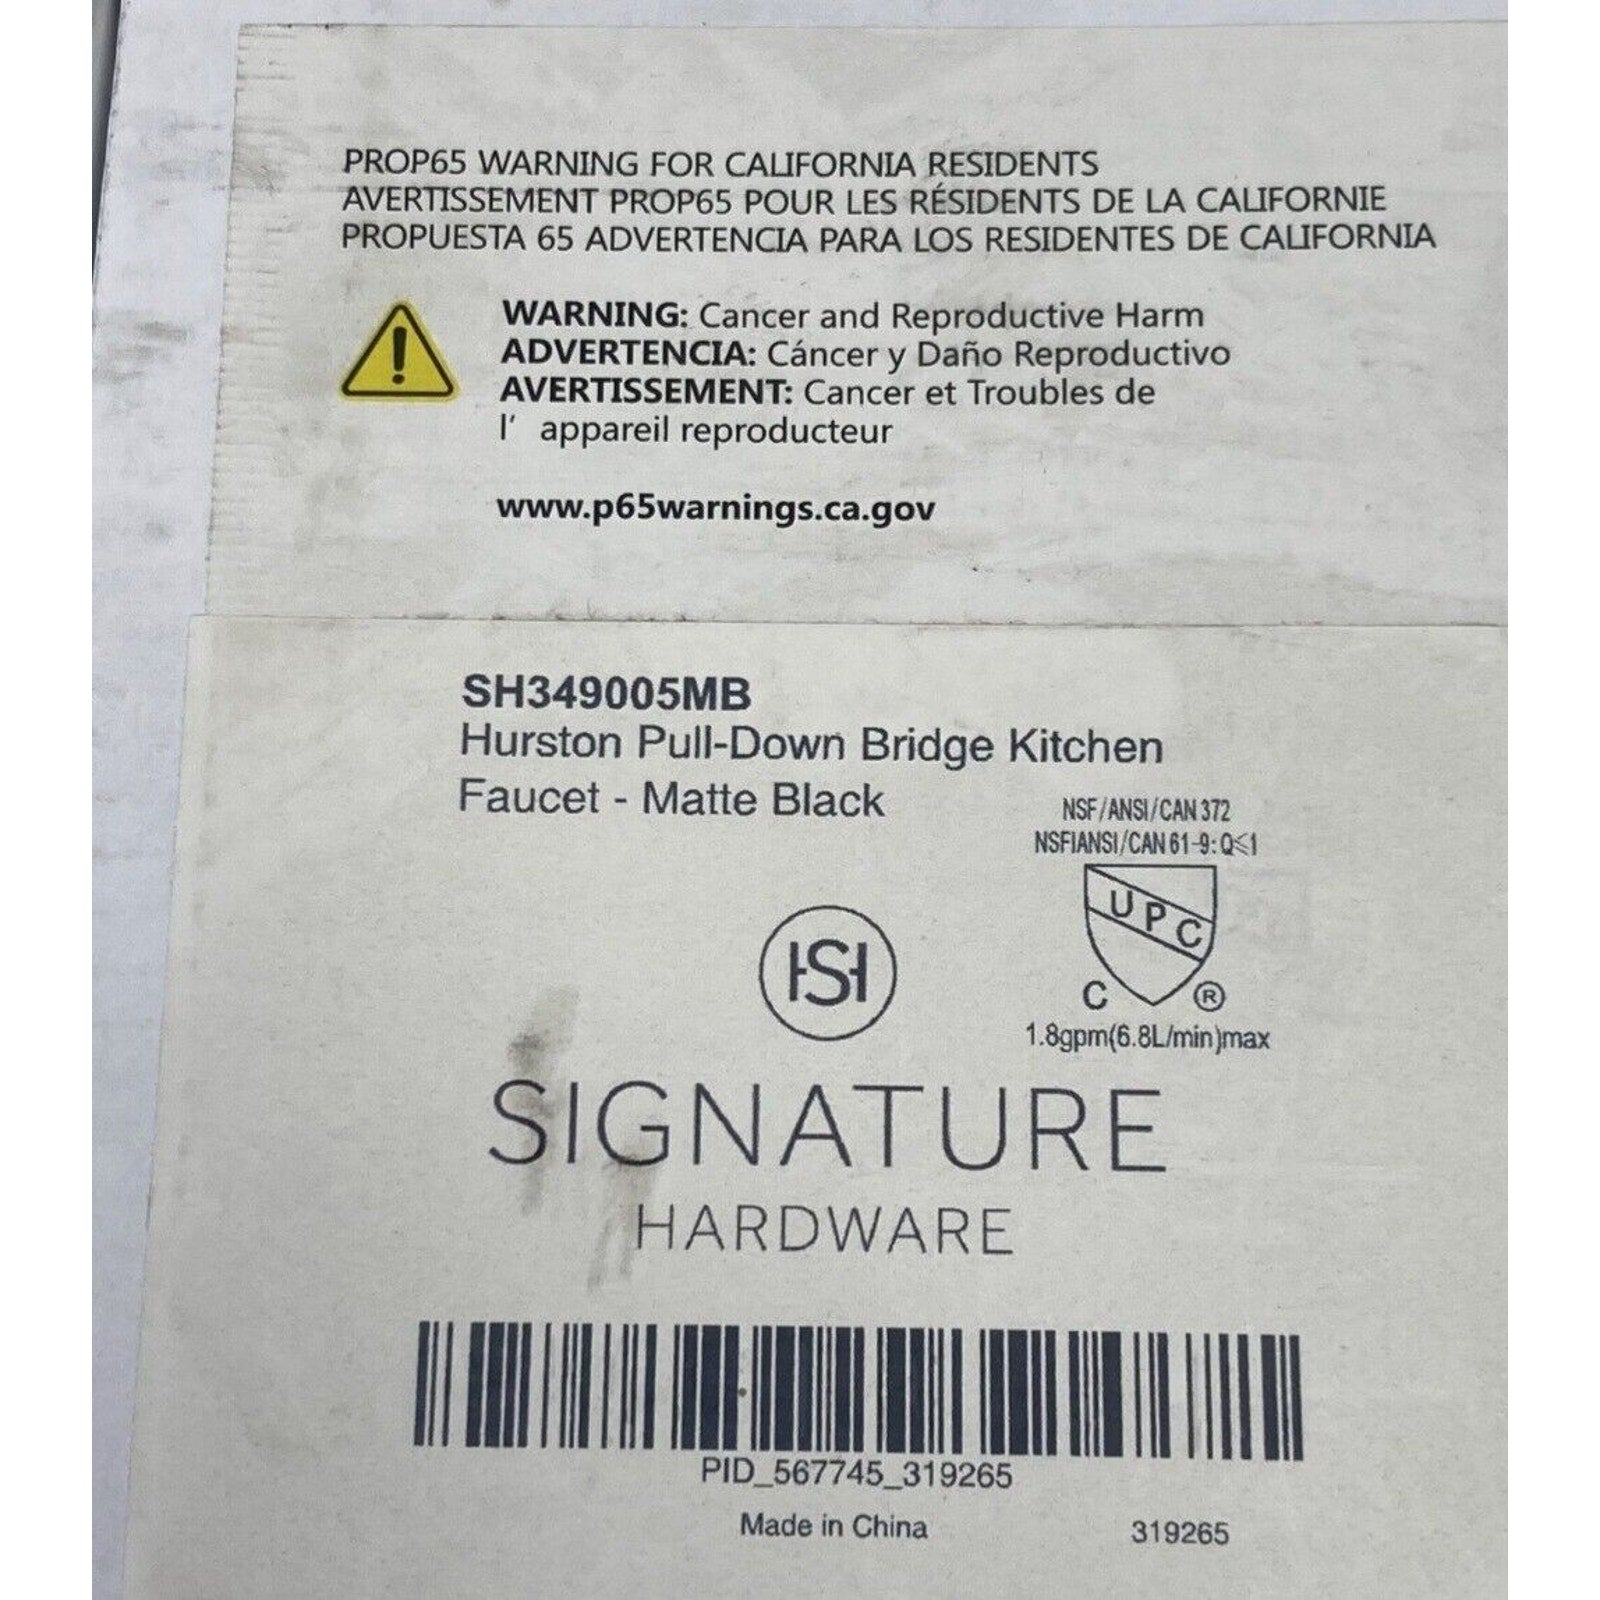 PROP65 WARNING FOR CALIFORNIA RESIDENTS
AVERTISSEMENT PROP65 POUR LES RÉSIDENTS DE LA CALIFORNIE
PROPUESTA 65 ADVERTENCIA PARA LOS RESIDENTES DE CALIFORNIA
WARNING: Cancer and Reproductive Harm
ADVERTENCIA: Cáncer y Daño Reproductivo
AVERTISSEMENT: Cancer et Troubles de
l' appareil reproducteur
www.p65warnings.ca.gov
SH349005MB
Hurston Pull-Down Bridge Kitchen
Faucet - Matte Black
NSF/ANSI/CAN 372
NSFIANSI/CAN 61-9: Q≤1
UPC
C ®
1.8gpm(6.8L/min)max
HSH
SIGNATURE
HARDWARE
PID_567745_319265
Made in China 319265